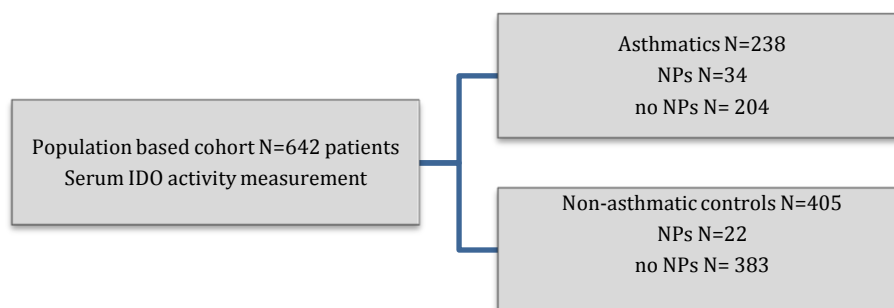 Population based cohort N=642 patients
Serum IDO activity measurement
Asthmatics N=238
NPs N=34
no NPs N= 204
Non-asthmatic controls N=405
NPs N=22
no NPs N= 383